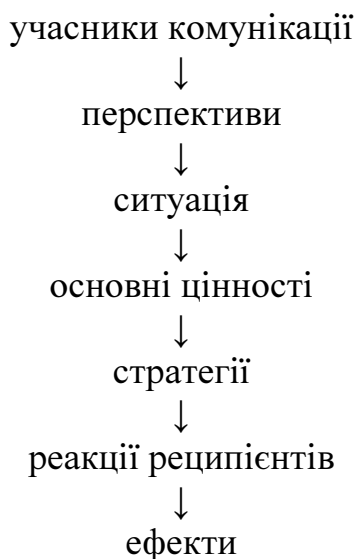 учасники комунікації
↓
перспективи
↓
ситуація
↓
основні цінності
↓
стратегії
↓
реакції реципієнтів
↓
ефекти